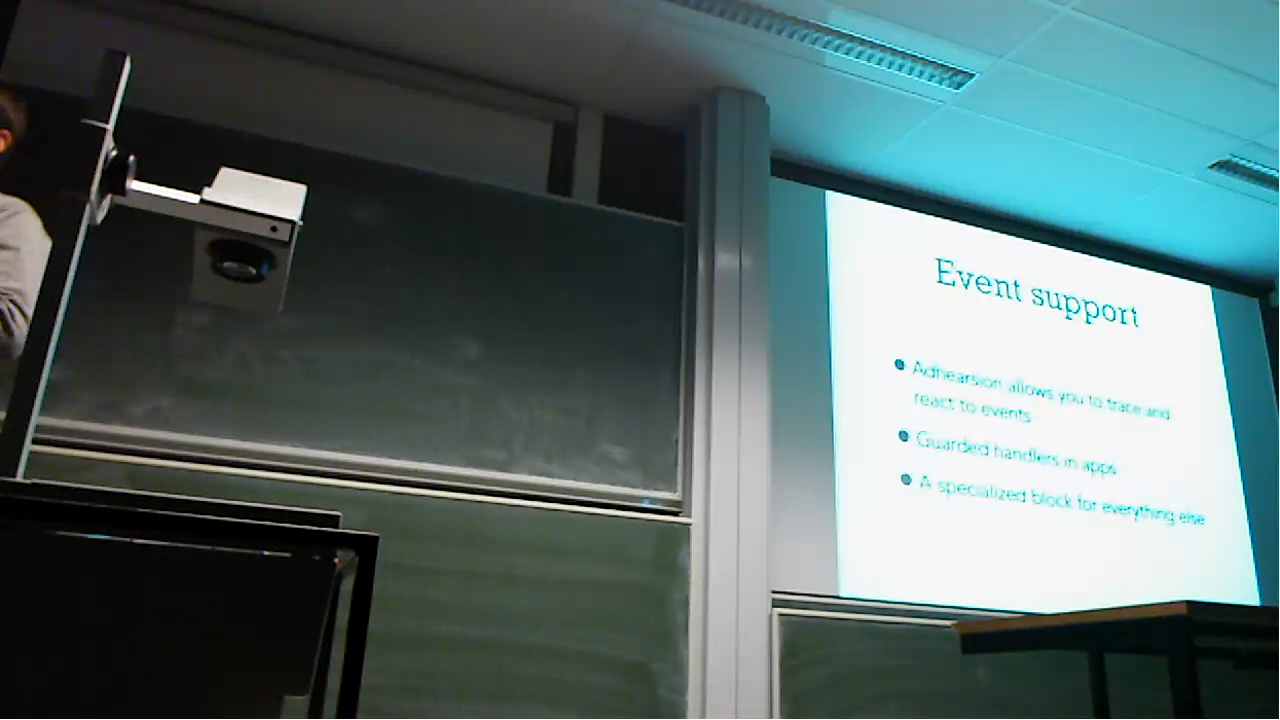 Event support
Adhearsion allows you to trace and
react to events
Guarded handlers in apps
A specialized block for everything else